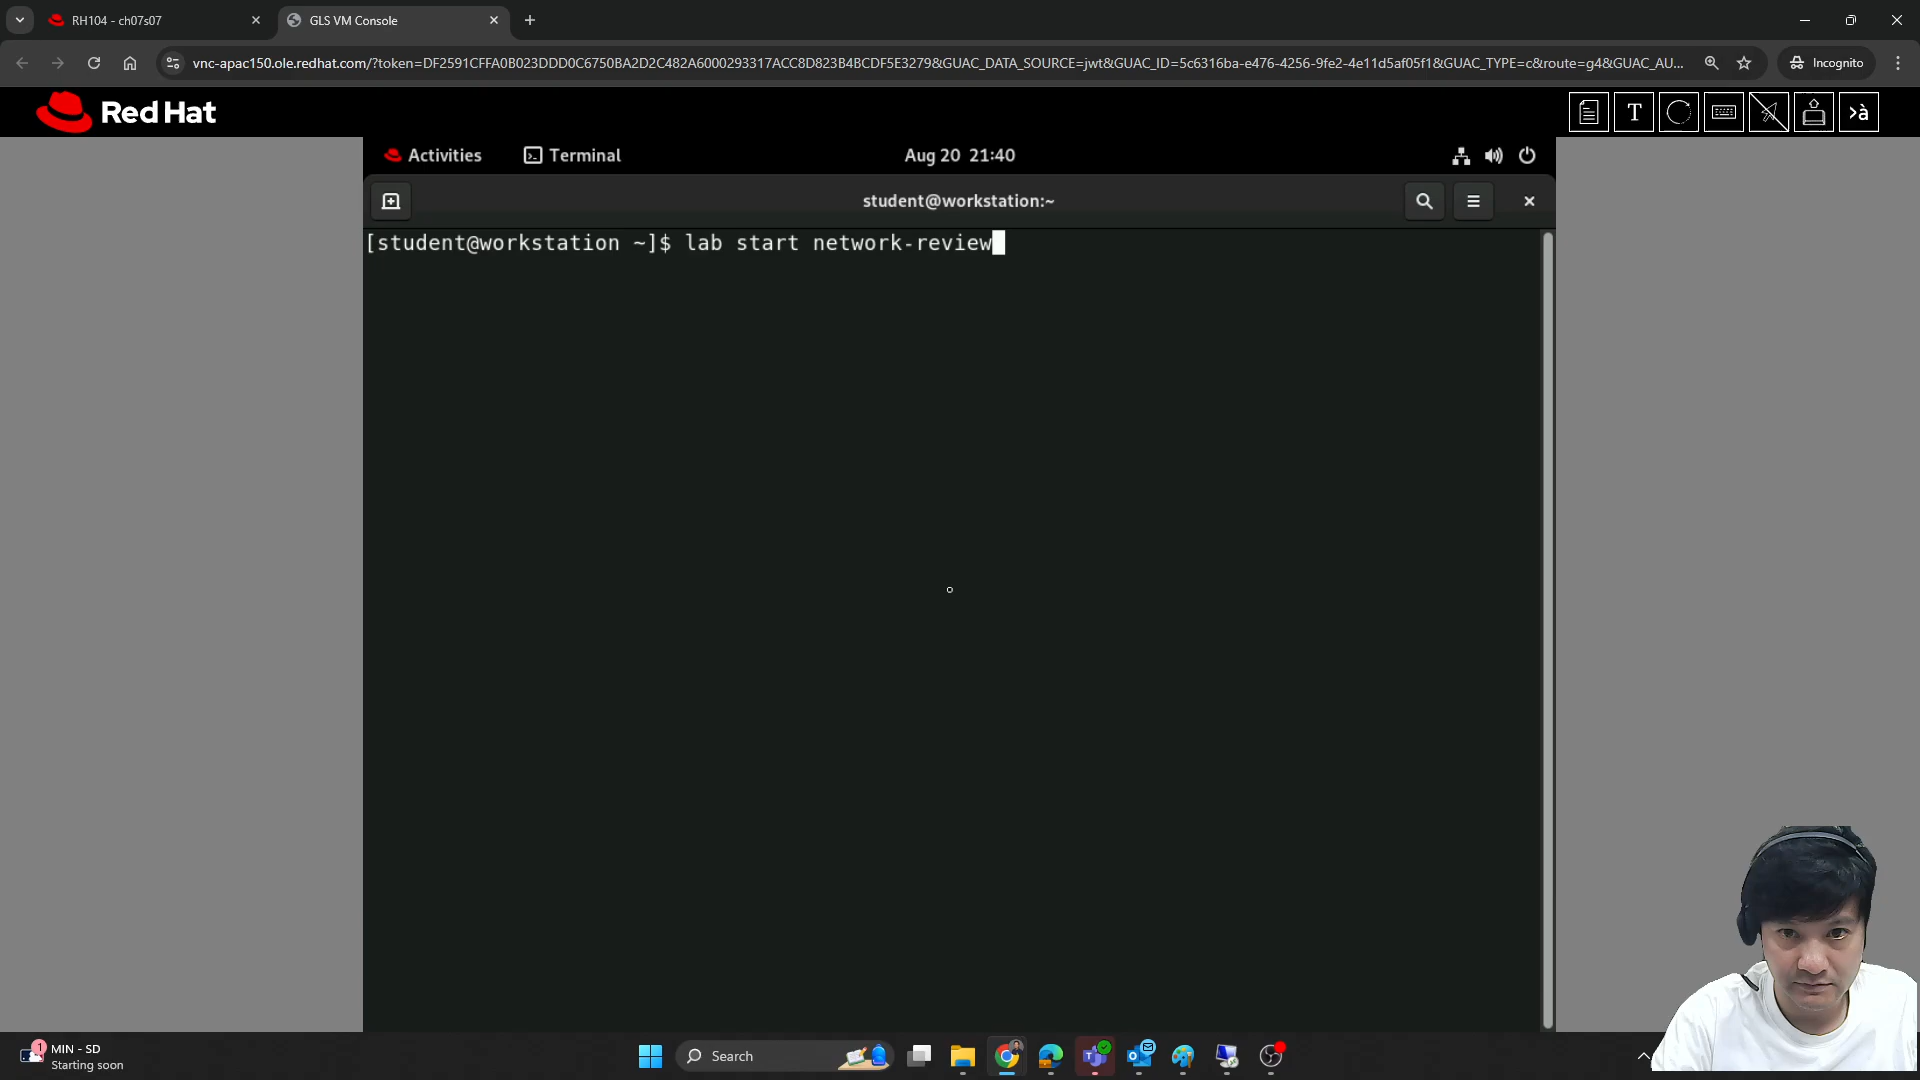 RH104 - ch07s07
GLS VM Console
vnc-apac150.ole.redhat.com/?token=DF2591CFFA0B023DDD0C6750BA2D2C482A6000293317ACC8D823B4BCDF5E3279&GUAC_DATA_SOURCE=jwt&GUAC_ID=5c6316ba-e476-4256-9fe2-4e11d5af05f1&GUAC_TYPE=c&route=g4&GUAC_AU...
Incognito
Red Hat
T
>à
Activities
Terminal
Aug 20 21:40
student@workstation:~
[student@workstation ~]$ lab start network-review
1
MIN - SD
Starting soon
Search